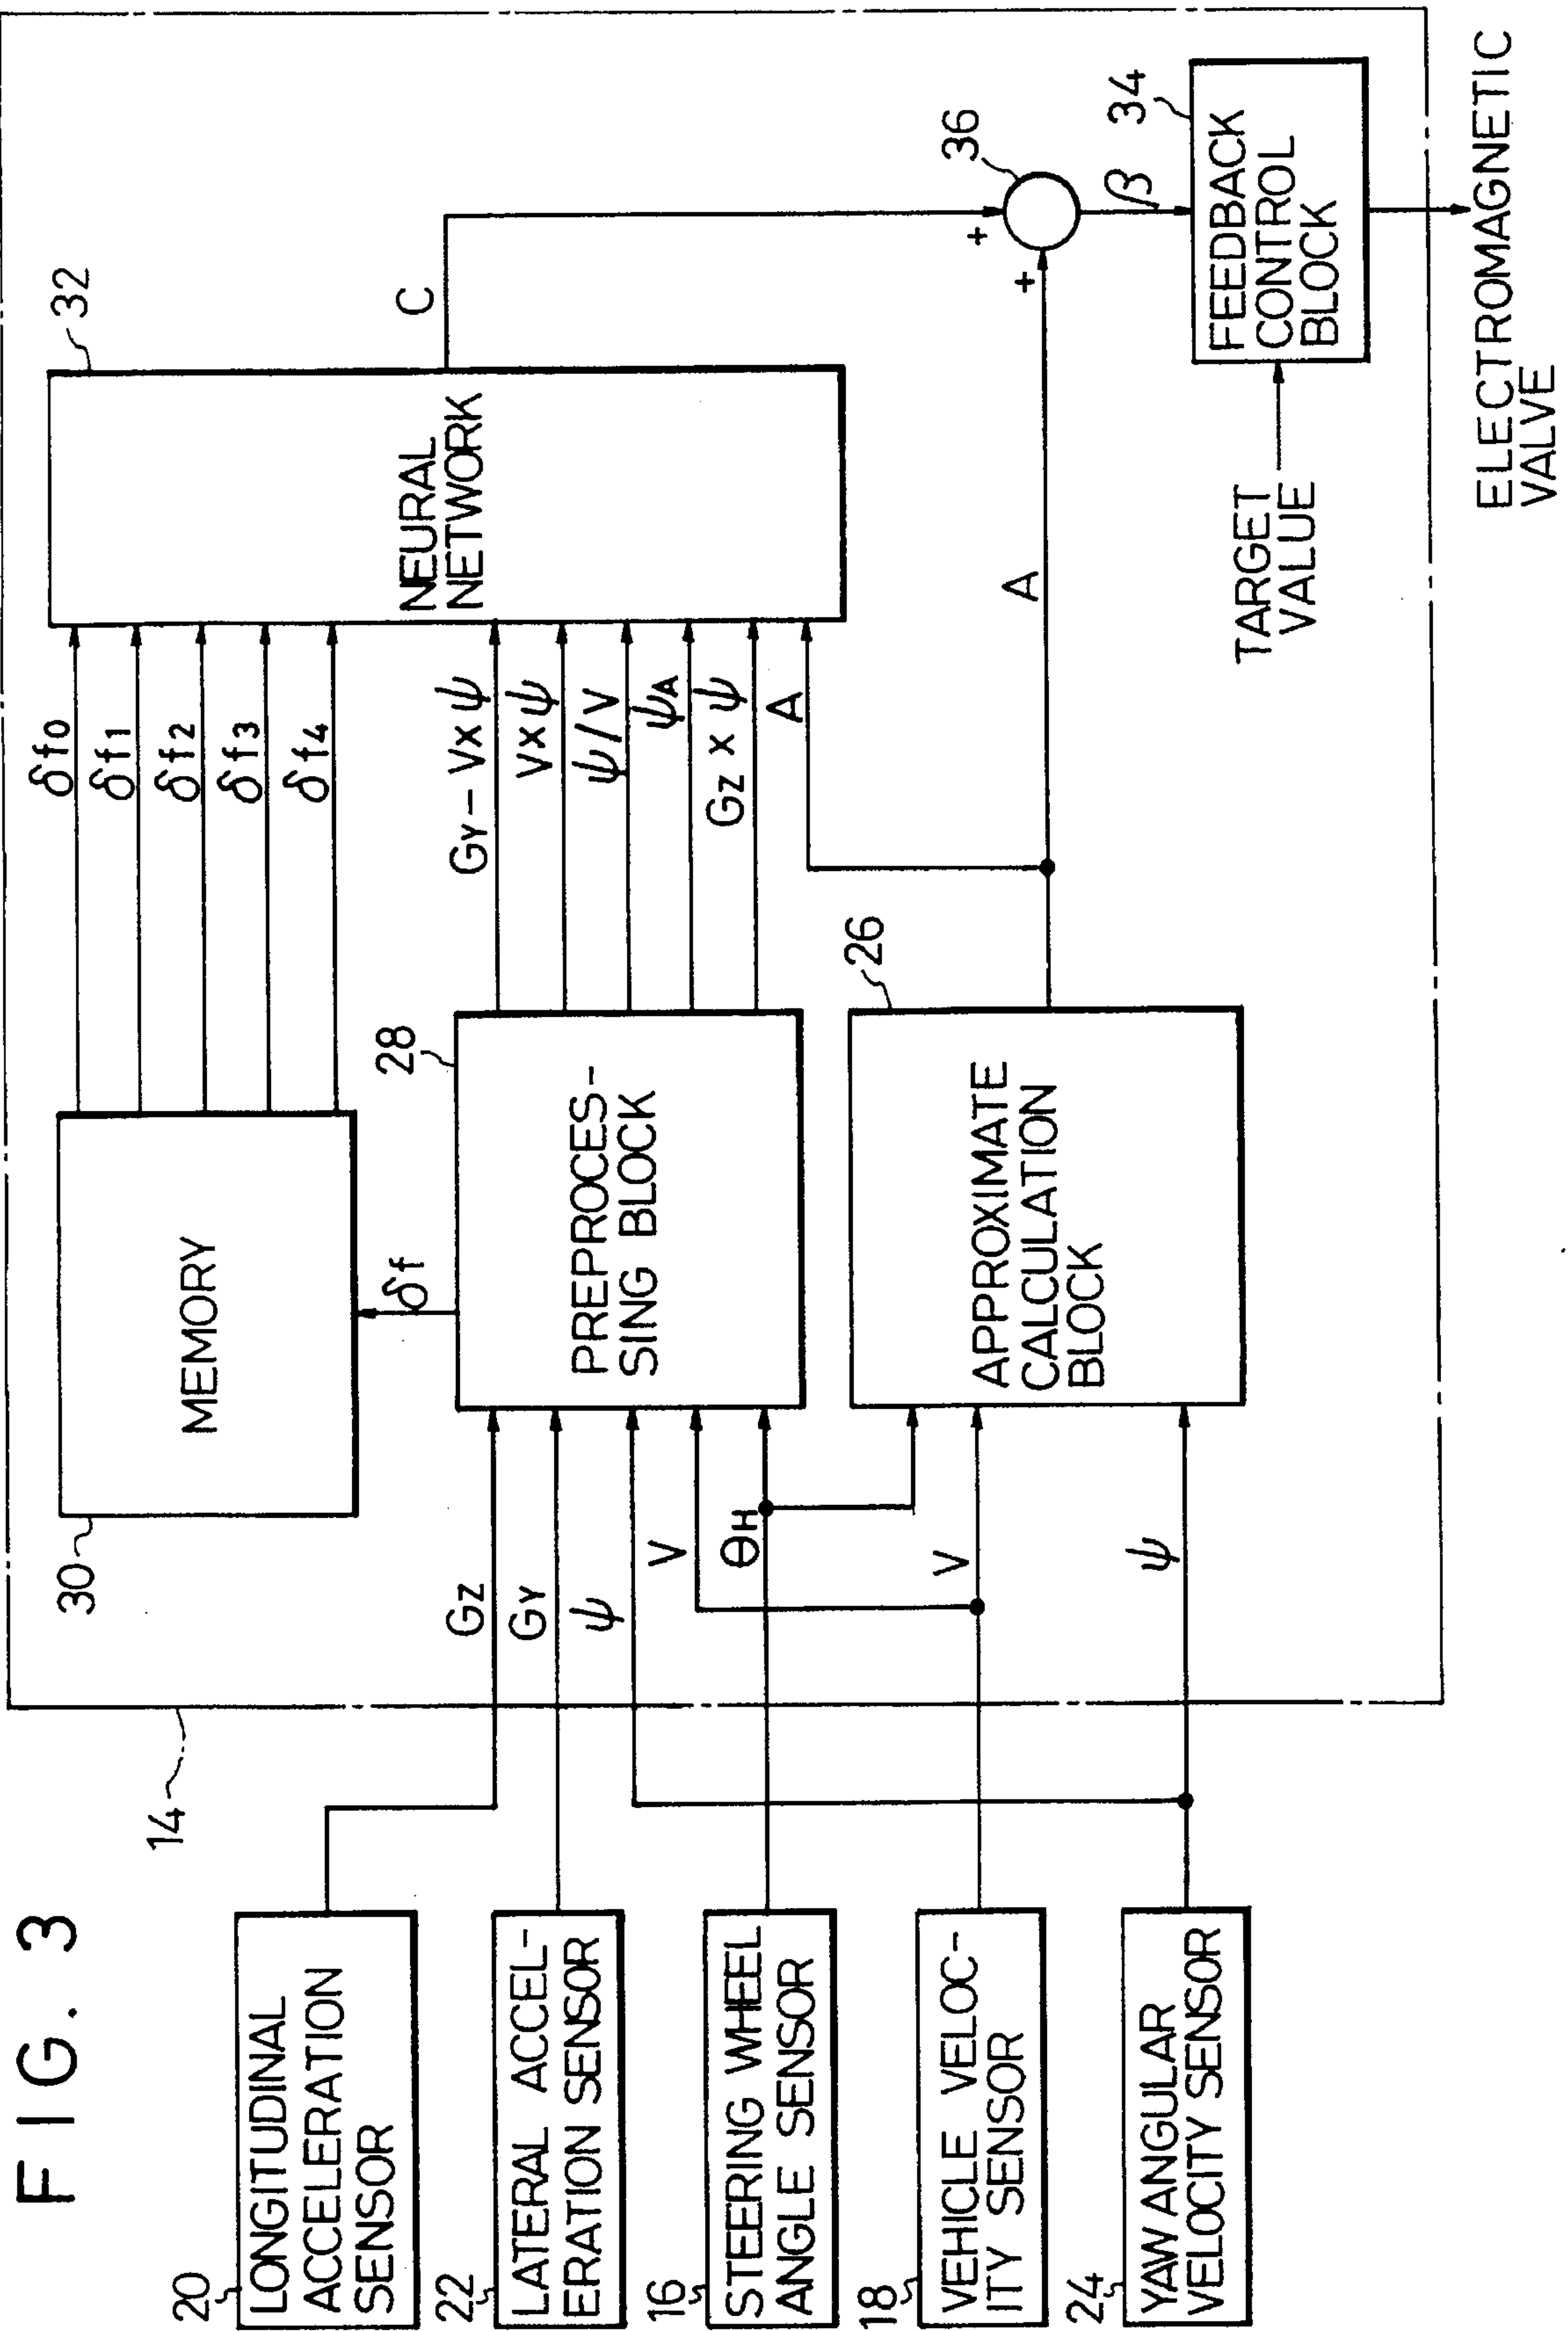 FIG. 3
20
LONGITUDINAL
ACCELERATION
SENSOR
22
LATERAL ACCEL-
ERATION SENSOR
16
STEERING WHEEL
ANGLE SENSOR
18
VEHICLE VELOC-
ITY SENSOR
24
YAW ANGULAR
VELOCITY SENSOR
14
GZ
GY
ψ
V
θH
V
ψ
30
MEMORY
δf
28
PREPROCES-
SING BLOCK
26
APPROXIMATE
CALCULATION
BLOCK
δf0
δf1
δf2
δf3
δf4
GY-V×ψ
V×ψ
ψ/V
ψA
GZ×ψ
A
32
NEURAL
NETWORK
C
A
36
+
+
β
34
FEEDBACK
CONTROL
BLOCK
TARGET
VALUE
ELECTROMAGNETIC
VALVE